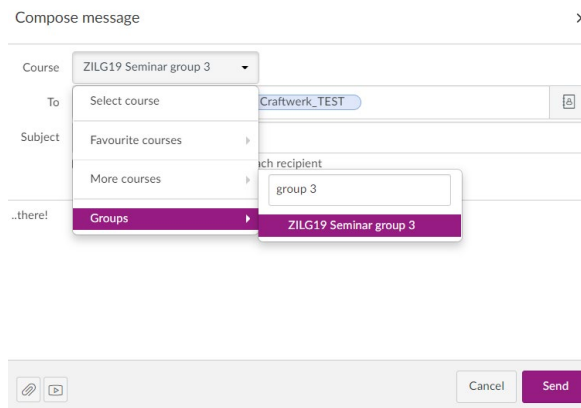 Compose message
Course ZILG19 Seminar group 3
To Craftwerk_TEST
Select course
Subject
Favourite courses
ach recipient
More courses
group 3
..there!
Groups
ZILG19 Seminar group 3
Cancel Send